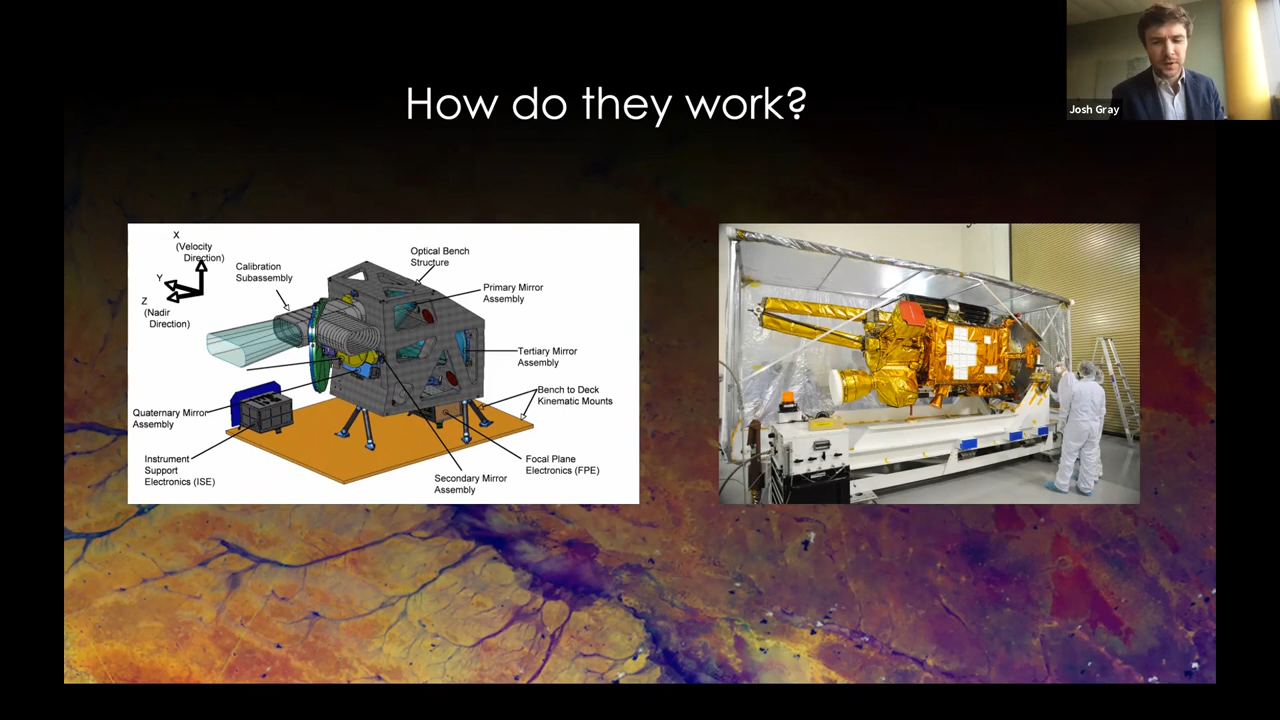 Josh Gray
How do they work?
X
(Velocity
Direction)
Y
Z
(Nadir
Direction)
Calibration
Subassembly
Optical Bench
Structure
Primary Mirror
Assembly
Tertiary Mirror
Assembly
Bench to Deck
Kinematic Mounts
Quaternary Mirror
Assembly
Instrument
Support
Electronics (ISE)
Secondary Mirror
Assembly
Focal Plane
Electronics (FPE)